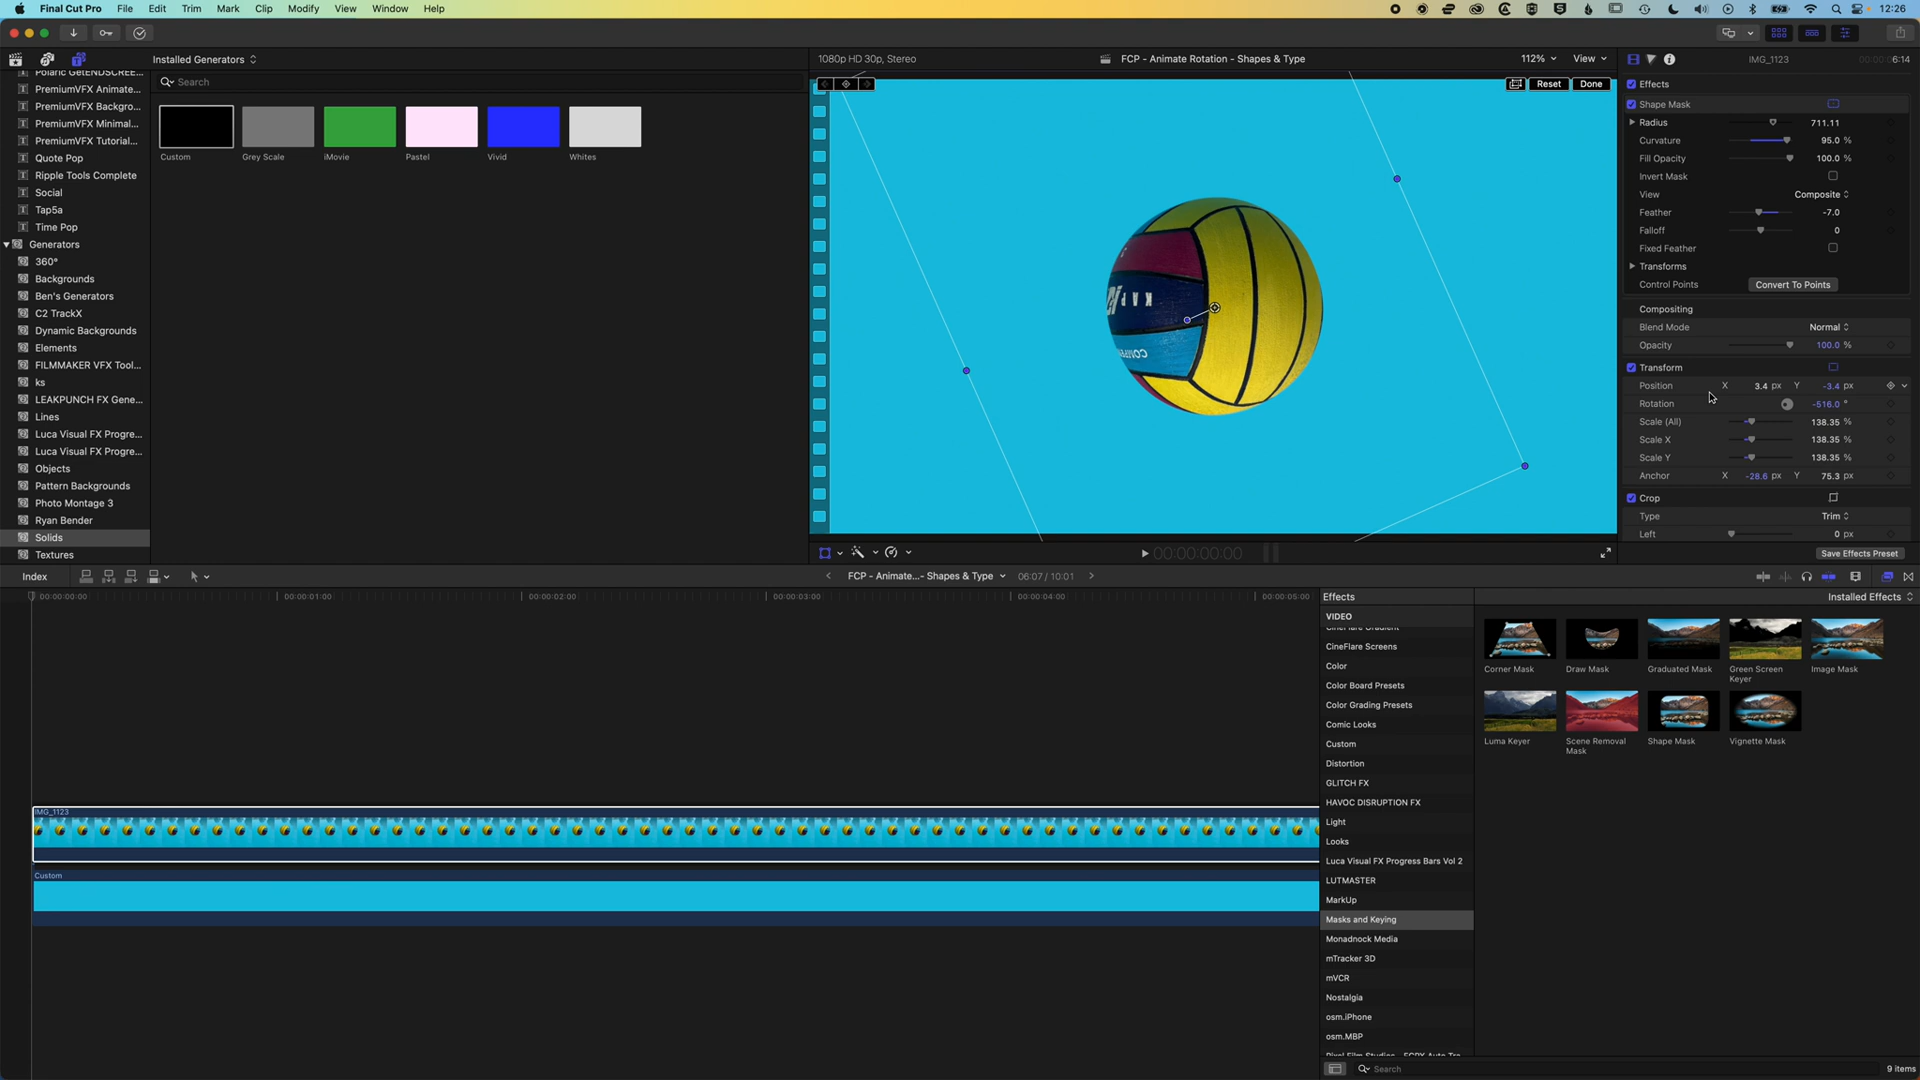 Final Cut Pro File Edit Trim Mark Clip Modify View Window Help
12:26
Installed Generators
Search
PremiumVFX Animate...
PremiumVFX Backgro...
PremiumVFX Minimal...
PremiumVFX Tutorial...
Quote Pop
Ripple Tools Complete
Social
Tap5a
Time Pop
Generators
360°
Backgrounds
Ben's Generators
C2 TrackX
Dynamic Backgrounds
Elements
FILMMAKER VFX Tool...
ks
LEAKPUNCH FX Gene...
Lines
Luca Visual FX Progre...
Luca Visual FX Progre...
Objects
Pattern Backgrounds
Photo Montage 3
Ryan Bender
Solids
Textures
Custom
Grey Scale
iMovie
Pastel
Vivid
Whites
1080p HD 30p, Stereo
FCP - Animate Rotation - Shapes & Type
112%
View
Reset
Done
00:00:00:00
IMG_1123
6:14
Effects
Shape Mask
Radius 711.11
Curvature 95.0 %
Fill Opacity 100.0 %
Invert Mask
View Composite
Feather -7.0
Falloff 0
Fixed Feather
Transforms
Control Points Convert To Points
Compositing
Blend Mode Normal
Opacity 100.0 %
Transform
Position X 3.4 px Y -3.4 px
Rotation -516.0 °
Scale (All) 138.35 %
Scale X 138.35 %
Scale Y 138.35 %
Anchor X -28.6 px Y 75.3 px
Crop
Type Trim
Left 0 px
Save Effects Preset
Index
FCP - Animate...- Shapes & Type
06:07 / 10:01
00:00:00:00
00:00:01:00
00:00:02:00
00:00:03:00
00:00:04:00
00:00:05:00
IMG_1123
Custom
Effects
Installed Effects
VIDEO
CineFlare Screens
Color
Color Board Presets
Color Grading Presets
Comic Looks
Custom
Distortion
GLITCH FX
HAVOC DISRUPTION FX
Light
Looks
Luca Visual FX Progress Bars Vol 2
LUTMASTER
MarkUp
Masks and Keying
Monadnock Media
mTracker 3D
mVCR
Nostalgia
osm.iPhone
osm.MBP
Corner Mask
Draw Mask
Graduated Mask
Green Screen
Keyer
Image Mask
Luma Keyer
Scene Removal
Mask
Shape Mask
Vignette Mask
Search
9 items